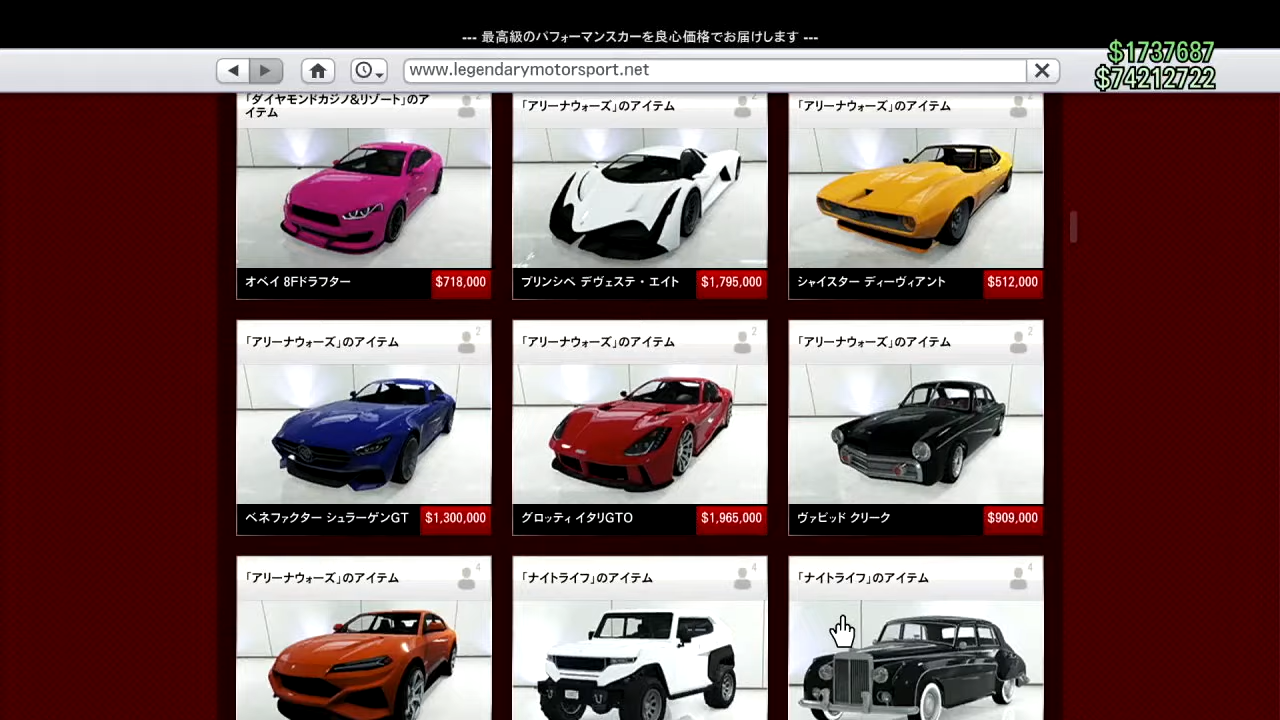 --- 最高級のパフォーマンスカーを良心価格でお届けします ---
$1737687
www.legendarymotorsport.net
$74212722
「ダイヤモンドカジノ&リゾート」のア
イテム
2
「アリーナウォーズ」のアイテム
2
「アリーナウォーズ」のアイテム
2
オベイ 8Fドラフター
$718,000
プリンシペ デヴェステ・エイト
$1,795,000
シャイスター ディーヴィアント
$512,000
「アリーナウォーズ」のアイテム
2
「アリーナウォーズ」のアイテム
2
「アリーナウォーズ」のアイテム
2
ベネファクター シュラーゲンGT
$1,300,000
グロッティ イタリGTO
$1,965,000
ヴァピッド クリーク
$909,000
「アリーナウォーズ」のアイテム
4
「ナイトライフ」のアイテム
4
「ナイトライフ」のアイテム
4